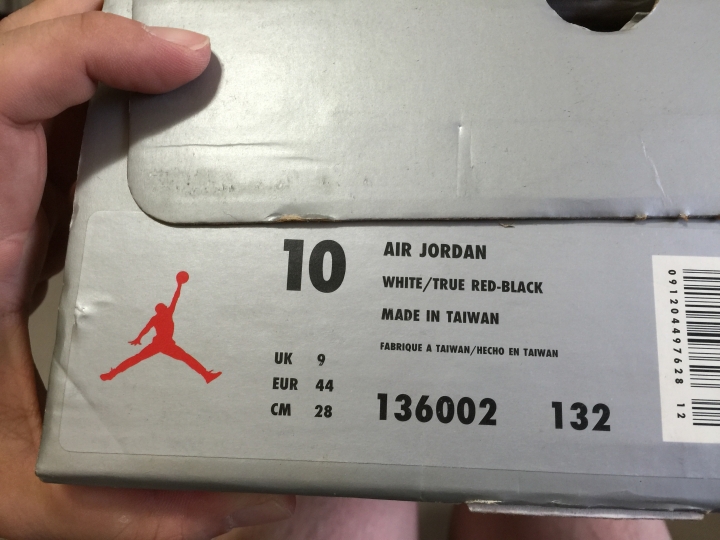 10
AIR JORDAN
WHITE/TRUE RED-BLACK
MADE IN TAIWAN
FABRIQUE A TAIWAN/HECHO EN TAIWAN
UK 9
EUR 44
CM 28
136002 132
091204497628 12